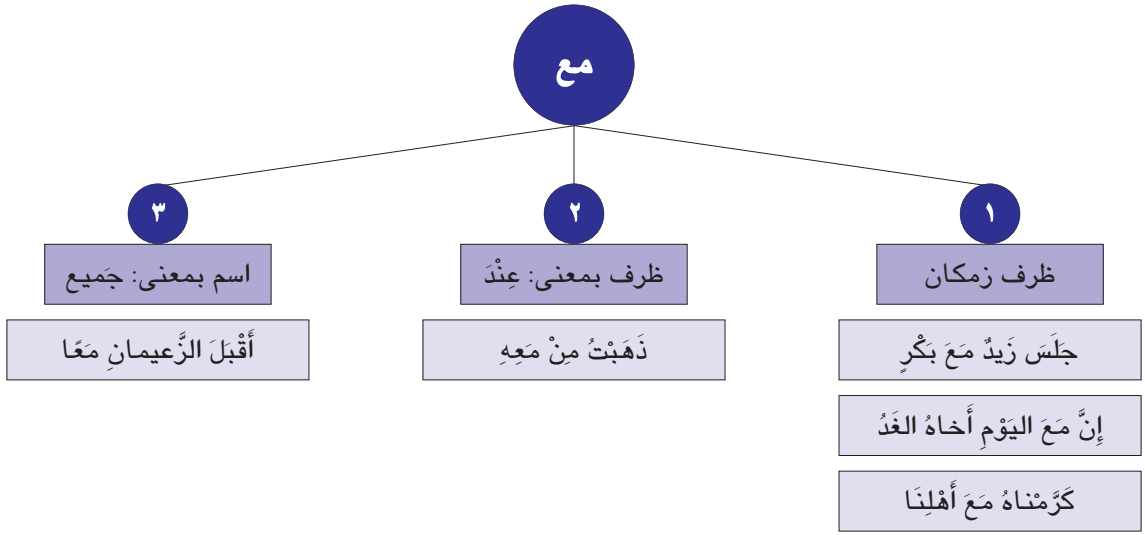 مع
١
ظرف زمكان
جَلَسَ زَيدٌ مَعَ بَكْرٍ
إِنَّ مَعَ اليَوْمِ أَخاهُ الغَدُ
كَرَّمْناهُ مَعَ أَهْلِنَا
٢
ظرف بمعنى: عِنْدَ
ذَهَبْتُ مِنْ مَعِهِ
٣
اسم بمعنى: جَميع
أَقْبَلَ الزَّعيمانِ مَعًا